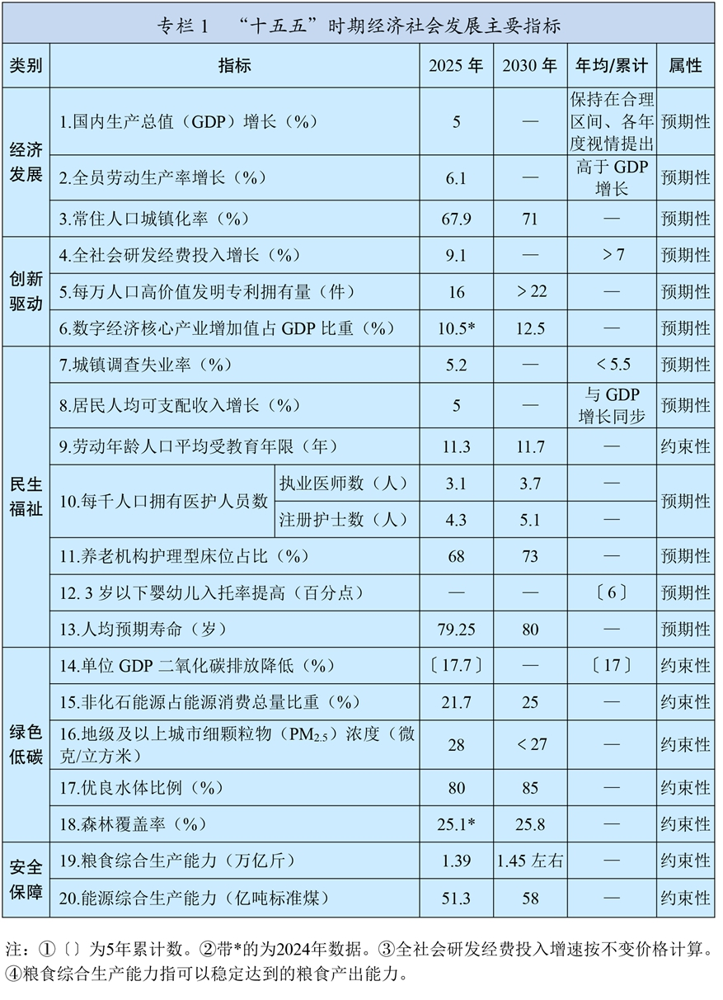 专栏1 “十五五”时期经济社会发展主要指标
类别 指标 2025年 2030年 年均/累计 属性
经济
发展
1.国内生产总值（GDP）增长（%） 5 — 保持在合理
区间、各年
度视情提出 预期性
2.全员劳动生产率增长（%） 6.1 — 高于 GDP
增长 预期性
3.常住人口城镇化率（%） 67.9 71 — 预期性
创新
驱动
4.全社会研发经费投入增长（%） 9.1 — ＞7 预期性
5.每万人口高价值发明专利拥有量（件） 16 ＞22 — 预期性
6.数字经济核心产业增加值占 GDP 比重（%） 10.5* 12.5 — 预期性
民生
福祉
7.城镇调查失业率（%） 5.2 — ＜5.5 预期性
8.居民人均可支配收入增长（%） 5 — 与 GDP
增长同步 预期性
9.劳动年龄人口平均受教育年限（年） 11.3 11.7 — 约束性
10.每千人口拥有医护人员数 执业医师数（人） 3.1 3.7 — 预期性
注册护士数（人） 4.3 5.1 —
11.养老机构护理型床位占比（%） 68 73 — 预期性
12. 3 岁以下婴幼儿入托率提高（百分点） — — 〔6〕 预期性
13.人均预期寿命（岁） 79.25 80 — 预期性
绿色
低碳
14.单位 GDP 二氧化碳排放降低（%） 〔17.7〕 — 〔17〕 约束性
15.非化石能源占能源消费总量比重（%） 21.7 25 — 约束性
16.地级及以上城市细颗粒物（PM2.5）浓度（微
克/立方米） 28 ＜27 — 约束性
17.优良水体比例（%） 80 85 — 约束性
18.森林覆盖率（%） 25.1* 25.8 — 约束性
安全
保障
19.粮食综合生产能力（万亿斤） 1.39 1.45 左右 — 约束性
20.能源综合生产能力（亿吨标准煤） 51.3 58 — 约束性
注：①〔〕为5年累计数。②带*的为2024年数据。③全社会研发经费投入增速按不变价格计算。
④粮食综合生产能力指可以稳定达到的粮食产出能力。